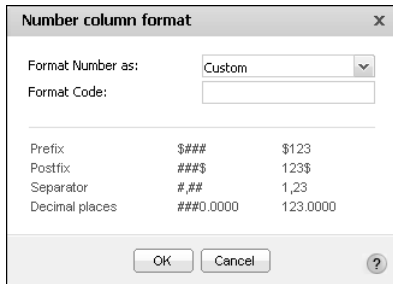 Number column format x
Format Number as: Custom
Format Code:
Prefix $### $123
Postfix ###$ 123$
Separator #,## 1,23
Decimal places ###0.0000 123.0000
OK Cancel ?